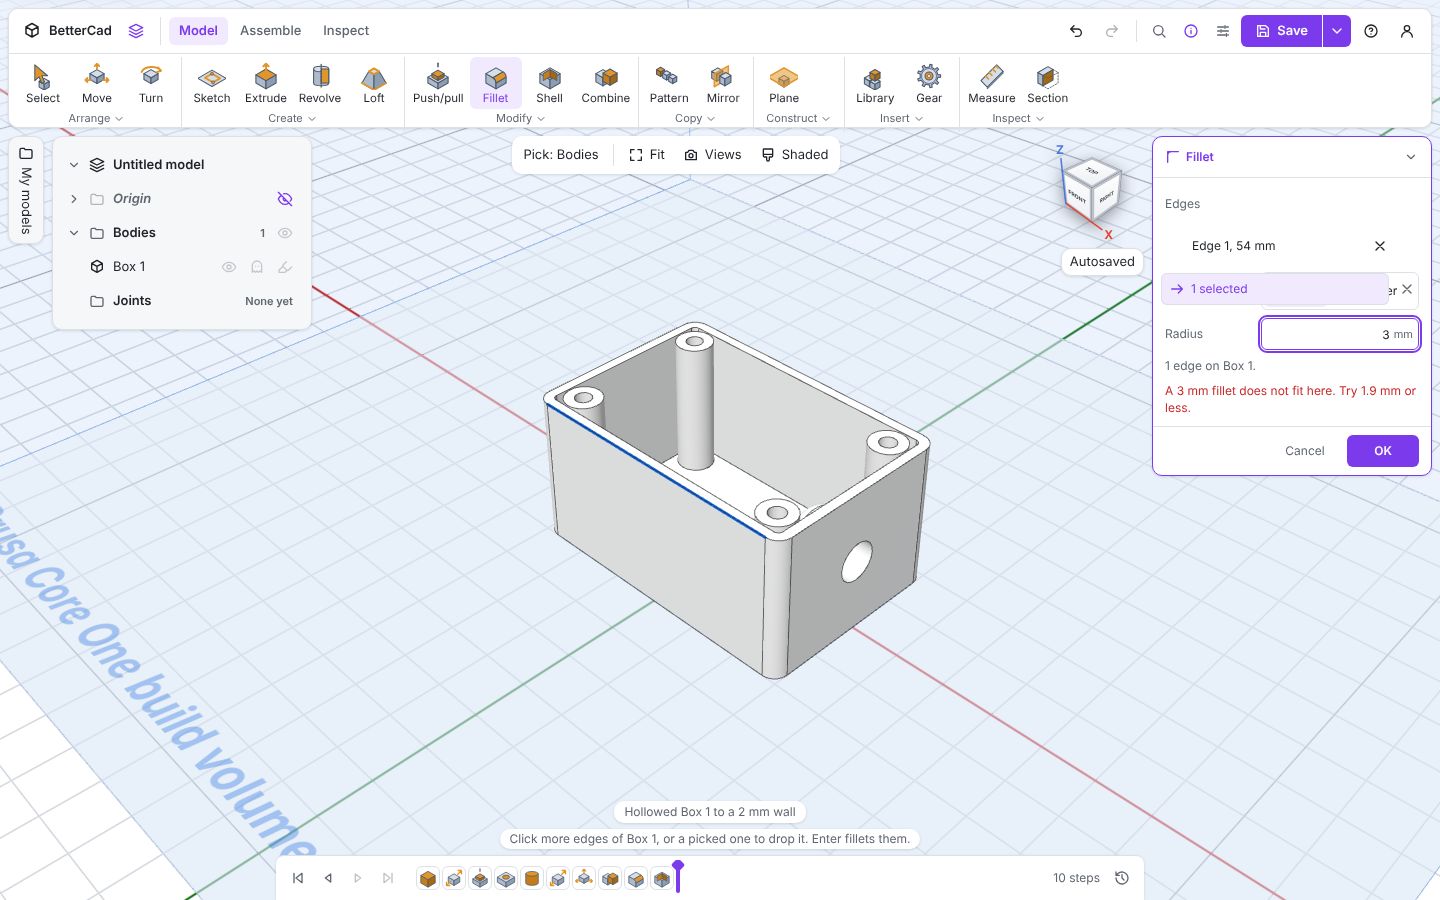 BetterCad
Model
Assemble
Inspect
Save
Select
Move
Turn
Sketch
Extrude
Revolve
Loft
Push/pull
Fillet
Shell
Combine
Pattern
Mirror
Plane
Library
Gear
Measure
Section
Arrange
Create
Modify
Copy
Construct
Insert
Inspect
My models
Untitled model
Origin
Bodies
1
Box 1
Joints
None yet
Pick: Bodies
Fit
Views
Shaded
Z
TOP
FRONT
RIGHT
X
Autosaved
Fillet
Edges
Edge 1, 54 mm
1 selected
er
Radius
3 mm
1 edge on Box 1.
A 3 mm fillet does not fit here. Try 1.9 mm or
less.
Cancel
OK
Core One build volume
Hollowed Box 1 to a 2 mm wall
Click more edges of Box 1, or a picked one to drop it. Enter fillets them.
10 steps